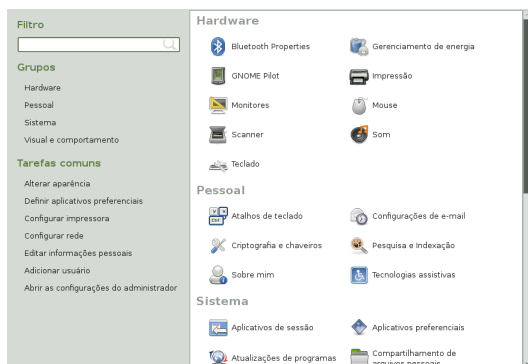 Filtro
Grupos
Hardware
Pessoal
Sistema
Visual e comportamento
Tarefas comuns
Alterar aparência
Definir aplicativos preferenciais
Configurar impressora
Configurar rede
Editar informações pessoais
Adicionar usuário
Abrir as configurações do administrador
Hardware
Bluetooth Properties
Gerenciamento de energia
GNOME Pilot
Impressão
Monitores
Mouse
Scanner
Som
Teclado
Pessoal
Atalhos de teclado
Configurações de e-mail
Criptografia e chaveiros
Pesquisa e Indexação
Sobre mim
Tecnologias assistivas
Sistema
Aplicativos de sessão
Aplicativos preferenciais
Atualizações de programas
Compartilhamento de
arquivos pessoais